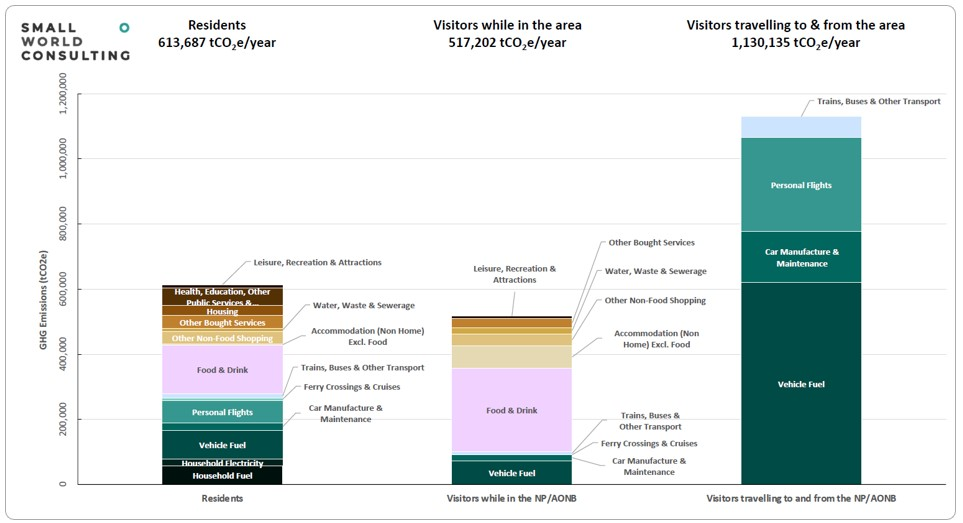 SMALL
WORLD
CONSULTING
Residents
613,687 tCO2e/year
Visitors while in the area
517,202 tCO2e/year
Visitors travelling to & from the area
1,130,135 tCO2e/year
GHG Emissions (tCO2e)
1,200,000
1,000,000
800,000
600,000
400,000
200,000
0
Leisure, Recreation & Attractions
Health, Education, Other
Public Services &...
Housing
Other Bought Services
Water, Waste & Sewerage
Other Non-Food Shopping
Accommodation (Non Home)
Excl. Food
Food & Drink
Trains, Buses & Other Transport
Ferry Crossings & Cruises
Personal Flights
Car Manufacture &
Maintenance
Vehicle Fuel
Household Electricity
Household Fuel
Residents
Other Bought Services
Leisure, Recreation &
Attractions
Water, Waste & Sewerage
Other Non-Food Shopping
Accommodation (Non
Home) Excl. Food
Food & Drink
Trains, Buses &
Other Transport
Ferry Crossings & Cruises
Car Manufacture &
Maintenance
Vehicle Fuel
Visitors while in the NP/AONB
Trains, Buses & Other Transport
Personal Flights
Car Manufacture &
Maintenance
Vehicle Fuel
Visitors travelling to and from the NP/AONB